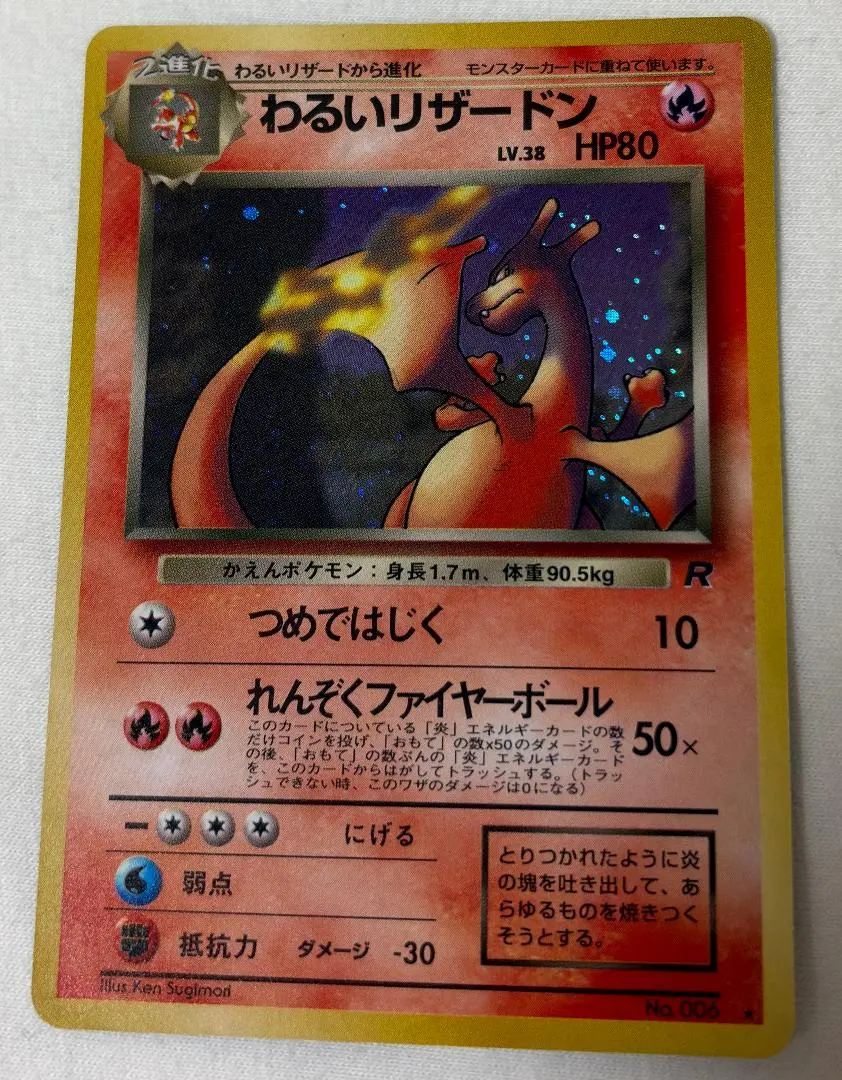 2進化
わるいリザードから進化
モンスターカードに重ねて使います。
わるいリザードン
LV.38 HP80
かえんポケモン：身長1.7m、体重90.5kg
R
つめではじく 10
れんぞくファイヤーボール
このカードについている「炎」エネルギーカードの数
だけコインを投げ、「おもて」の数x50のダメージ。そ
の後、「おもて」の数ぶんの「炎」エネルギーカード
を、このカードからはがしてトラッシュする。（トラッ
シュできない時、このワザのダメージは0になる）
50×
にげる
弱点
抵抗力 ダメージ -30
とりつかれたように炎
の塊を吐き出して、あ
らゆるものを焼きつく
そうとする。
Illus. Ken Sugimori
No. 006 ★